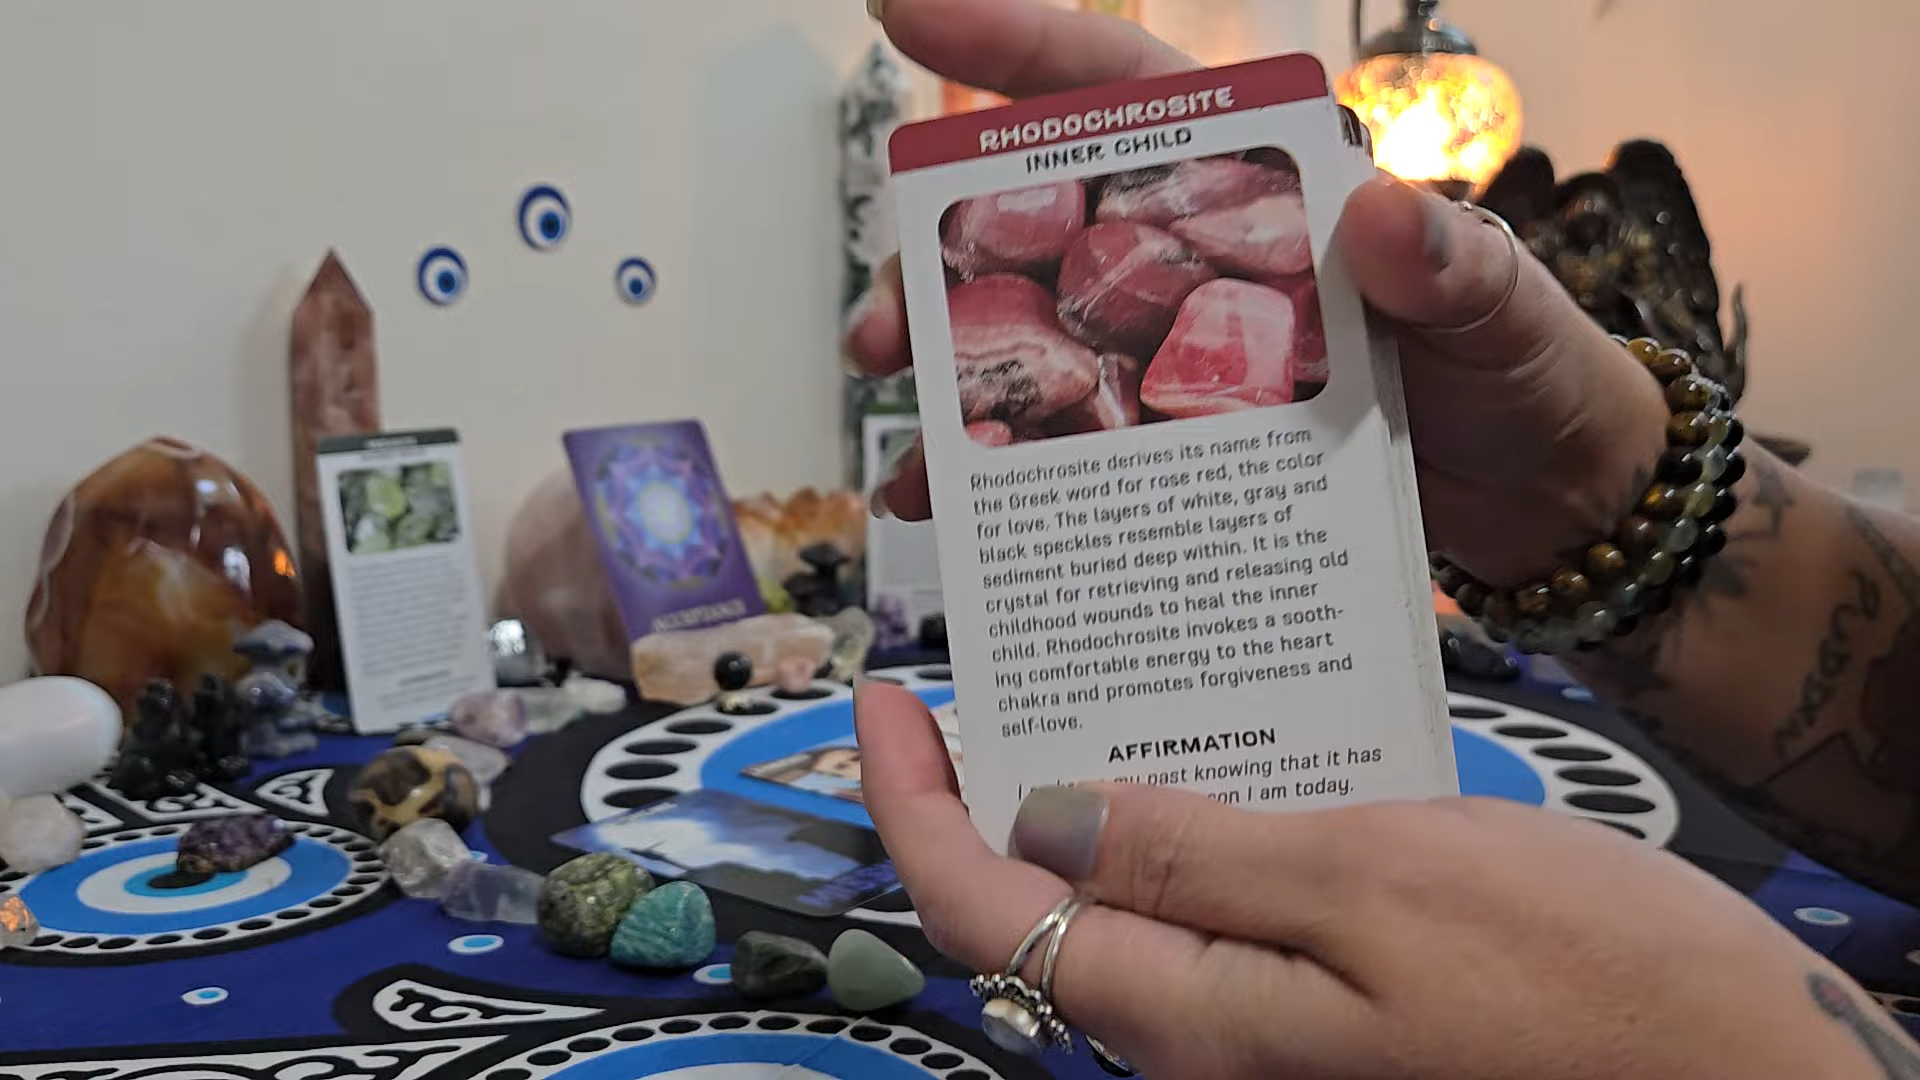 RHODOCHROSITE
INNER CHILD
Rhodochrosite derives its name from
the Greek word for rose red, the color
for love. The layers of white, gray and
black speckles resemble layers of
sediment buried deep within. It is the
crystal for retrieving and releasing old
childhood wounds to heal the inner
child. Rhodochrosite invokes a sooth-
ing comfortable energy to the heart
chakra and promotes forgiveness and
self-love.
AFFIRMATION
I my past knowing that it has
I am today.
ACCEPTANCE